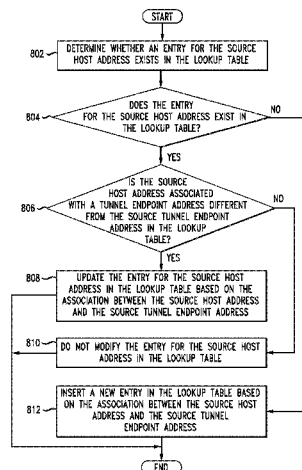 START
802
DETERMINE WHETHER AN ENTRY FOR THE SOURCE
HOST ADDRESS EXISTS IN THE LOOKUP TABLE
804
DOES THE ENTRY
FOR THE SOURCE HOST ADDRESS EXIST IN
THE LOOKUP TABLE?
NO
YES
806
IS THE SOURCE
HOST ADDRESS ASSOCIATED
WITH A TUNNEL ENDPOINT ADDRESS DIFFERENT
FROM THE SOURCE TUNNEL ENDPOINT
ADDRESS IN THE LOOKUP
TABLE?
NO
YES
808
UPDATE THE ENTRY FOR THE SOURCE HOST
ADDRESS IN THE LOOKUP TABLE BASED ON THE
ASSOCIATION BETWEEN THE SOURCE HOST ADDRESS
AND THE SOURCE TUNNEL ENDPOINT ADDRESS
810
DO NOT MODIFY THE ENTRY FOR THE SOURCE HOST
ADDRESS IN THE LOOKUP TABLE
812
INSERT A NEW ENTRY IN THE LOOKUP TABLE BASED
ON THE ASSOCIATION BETWEEN THE SOURCE HOST
ADDRESS AND THE SOURCE TUNNEL
ENDPOINT ADDRESS
END